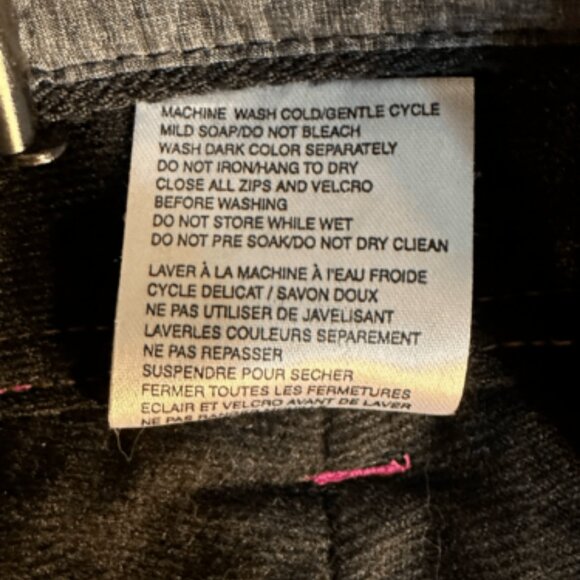 MACHINE WASH COLD/GENTLE CYCLE
MILD SOAP/DO NOT BLEACH
WASH DARK COLOR SEPARATELY
DO NOT IRON/HANG TO DRY
CLOSE ALL ZIPS AND VELCRO
BEFORE WASHING
DO NOT STORE WHILE WET
DO NOT PRE SOAK/DO NOT DRY CLIEAN
LAVER À LA MACHINE À I'EAU FROIDE
CYCLE DELICAT / SAVON DOUX
NE PAS UTILISER DE JAVELISANT
LAVERLES COULEURS SEPAREMENT
NE PAS REPASSER
SUSPENDRE POUR SECHER
FERMER TOUTES LES FERMETURES
ECLAIR ET VELCRO AVANT DE LAVER
NE PAS